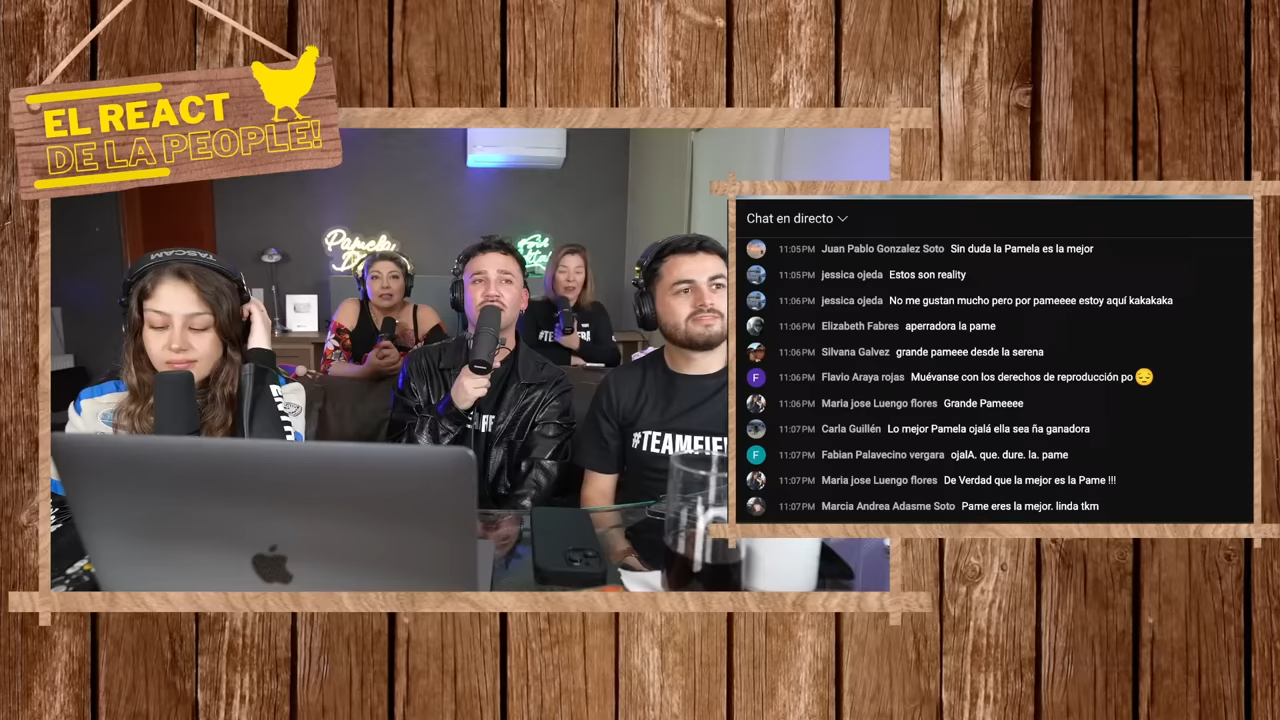 EL REACT
DE LA PEOPLE!
TASCAM
Pamela
#TEAMFIE
Chat en directo
11:05PM Juan Pablo Gonzalez Soto Sin duda la Pamela es la mejor
11:05PM jessica ojeda Estos son reality
11:06PM jessica ojeda No me gustan mucho pero por pameeee estoy aquí kakakaka
11:06PM Elizabeth Fabres aperradora la pame
11:06PM Silvana Galvez grande pameee desde la serena
F 11:06PM Flavio Araya rojas Muévanse con los derechos de reproducción po 😔
11:06PM Maria jose Luengo flores Grande Pameeee
11:07PM Carla Guillén Lo mejor Pamela ojalá ella sea ña ganadora
F 11:07PM Fabian Palavecino vergara ojalA. que. dure. la. pame
11:07PM Maria jose Luengo flores De Verdad que la mejor es la Pame !!!
11:07PM Marcia Andrea Adasme Soto Pame eres la mejor. linda tkm